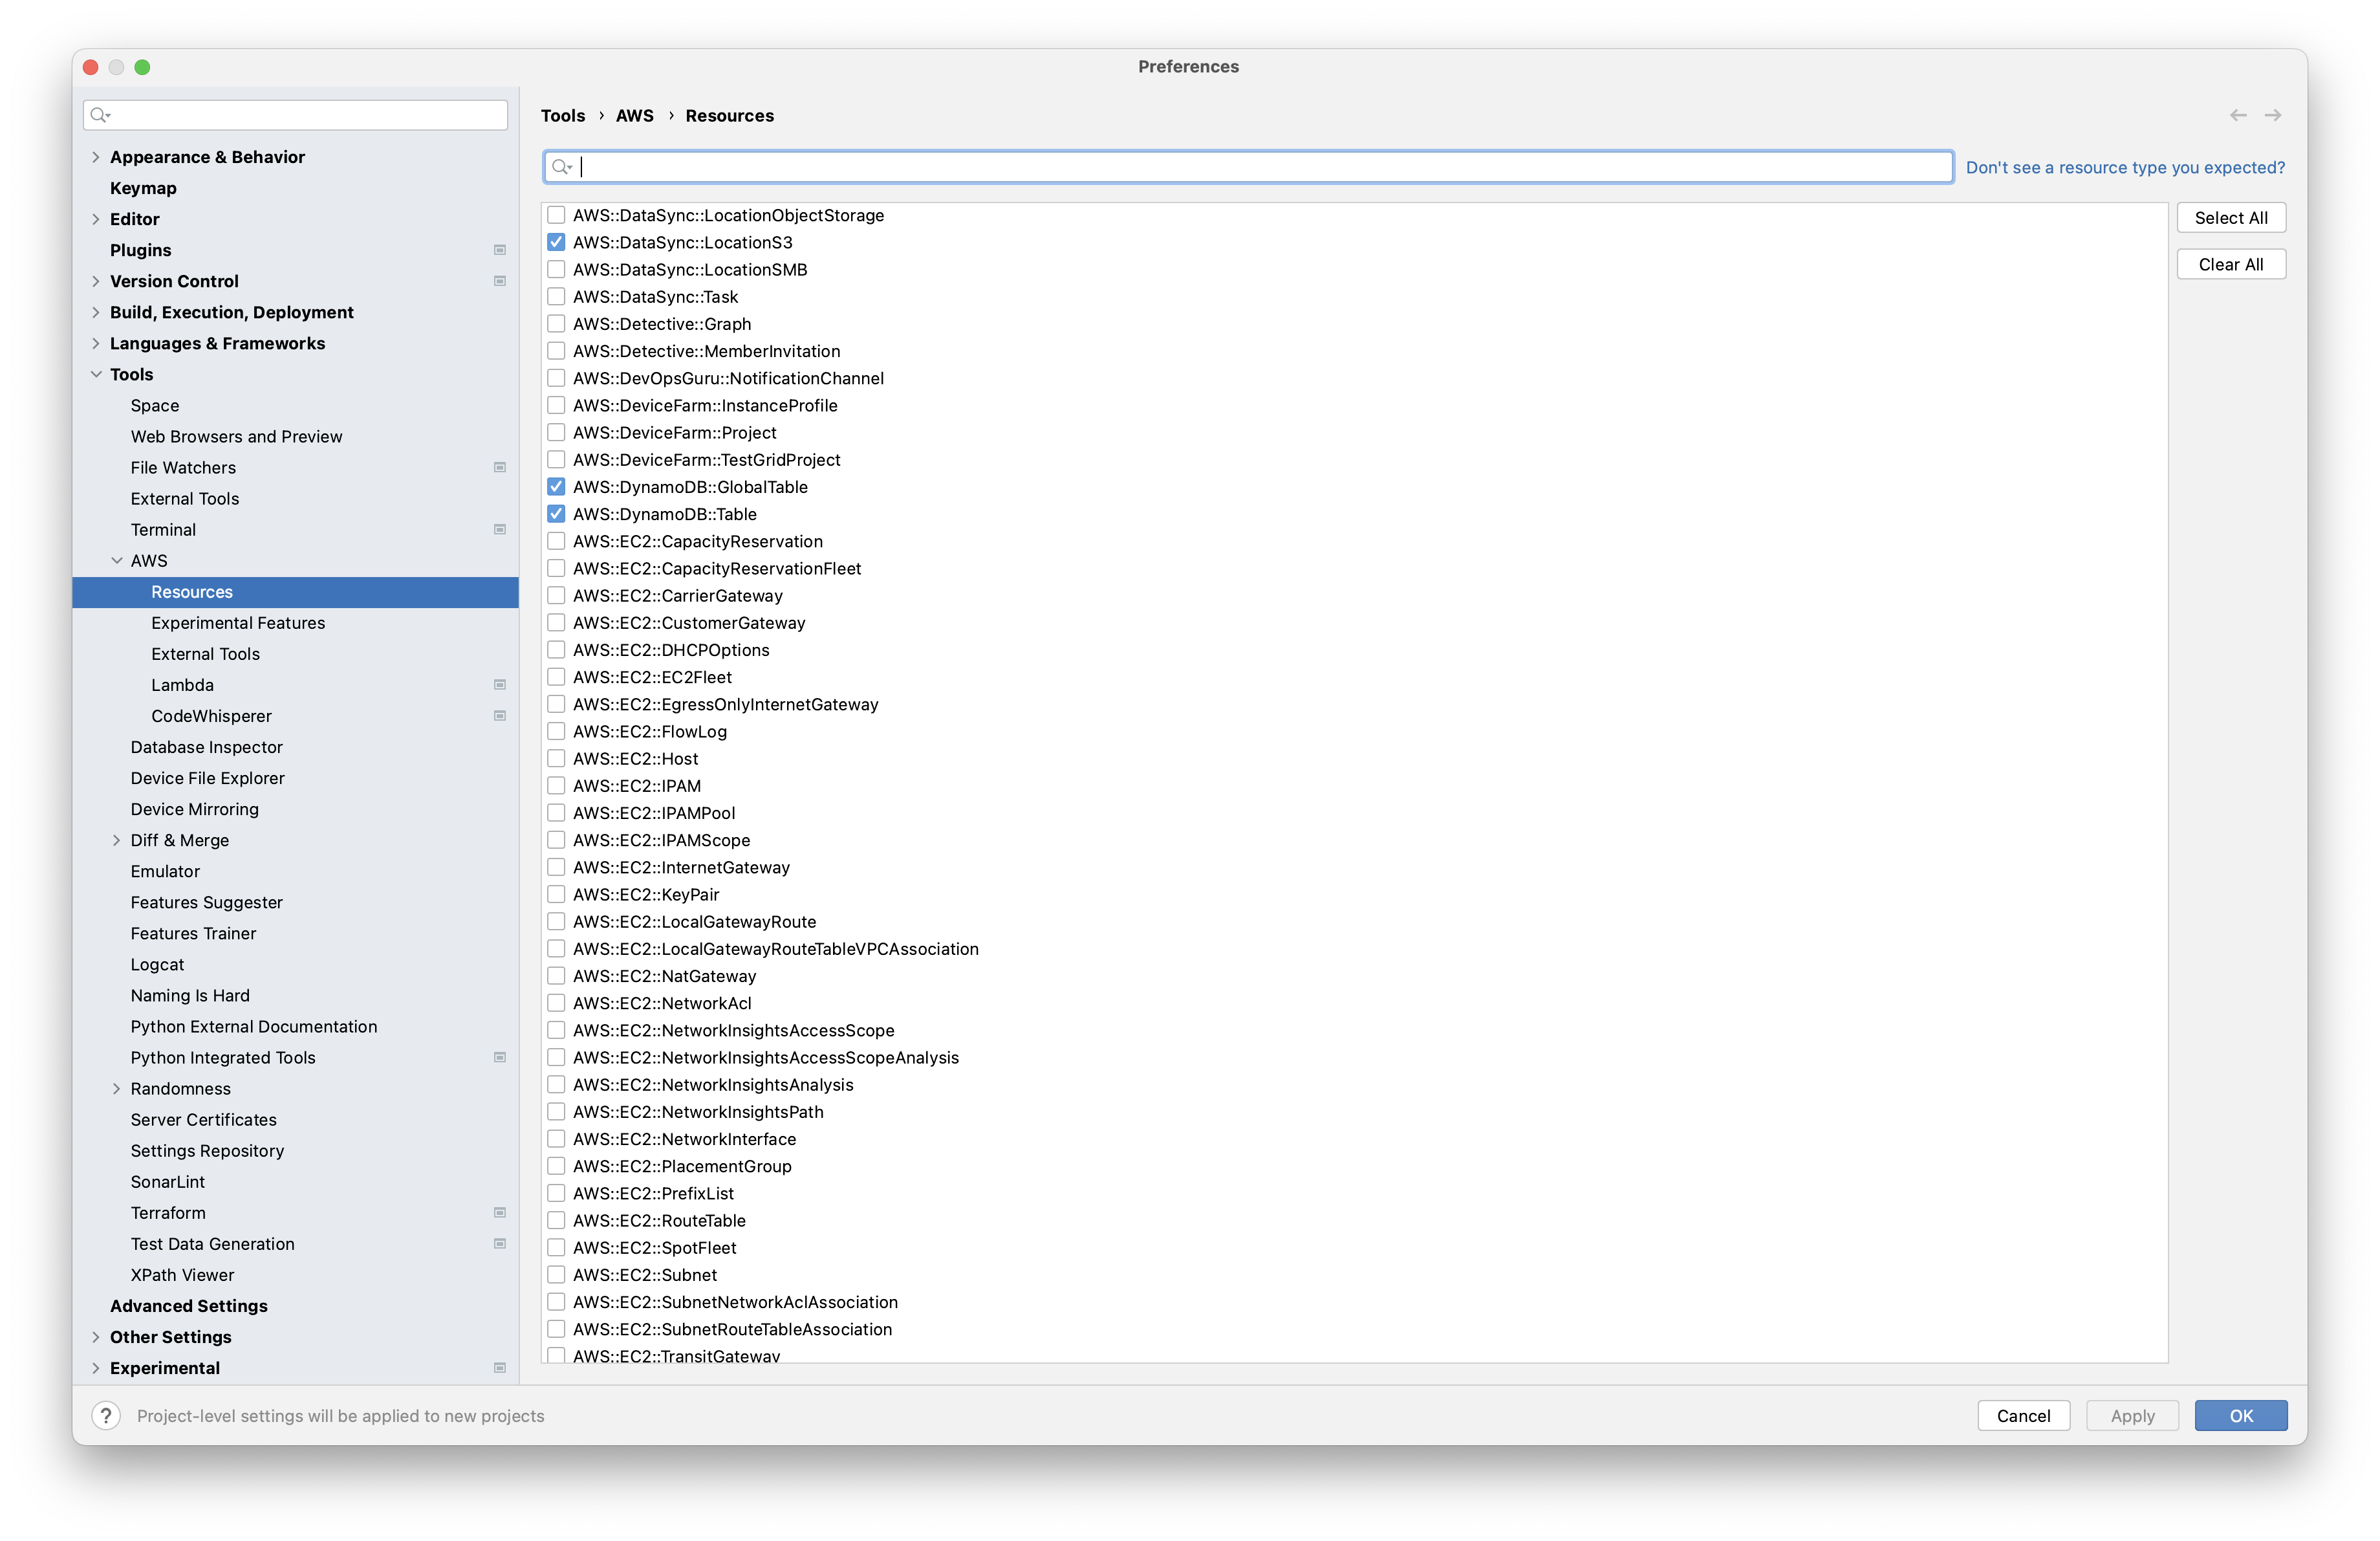 Preferences
Appearance & Behavior
Keymap
Editor
Plugins
Version Control
Build, Execution, Deployment
Languages & Frameworks
Tools
Space
Web Browsers and Preview
File Watchers
External Tools
Terminal
AWS
Resources
Experimental Features
External Tools
Lambda
CodeWhisperer
Database Inspector
Device File Explorer
Device Mirroring
Diff & Merge
Emulator
Features Suggester
Features Trainer
Logcat
Naming Is Hard
Python External Documentation
Python Integrated Tools
Randomness
Server Certificates
Settings Repository
SonarLint
Terraform
Test Data Generation
XPath Viewer
Advanced Settings
Other Settings
Experimental
Tools › AWS › Resources
Don't see a resource type you expected?
AWS::DataSync::LocationObjectStorage
AWS::DataSync::LocationS3
AWS::DataSync::LocationSMB
AWS::DataSync::Task
AWS::Detective::Graph
AWS::Detective::MemberInvitation
AWS::DevOpsGuru::NotificationChannel
AWS::DeviceFarm::InstanceProfile
AWS::DeviceFarm::Project
AWS::DeviceFarm::TestGridProject
AWS::DynamoDB::GlobalTable
AWS::DynamoDB::Table
AWS::EC2::CapacityReservation
AWS::EC2::CapacityReservationFleet
AWS::EC2::CarrierGateway
AWS::EC2::CustomerGateway
AWS::EC2::DHCPOptions
AWS::EC2::EC2Fleet
AWS::EC2::EgressOnlyInternetGateway
AWS::EC2::FlowLog
AWS::EC2::Host
AWS::EC2::IPAM
AWS::EC2::IPAMPool
AWS::EC2::IPAMScope
AWS::EC2::InternetGateway
AWS::EC2::KeyPair
AWS::EC2::LocalGatewayRoute
AWS::EC2::LocalGatewayRouteTableVPCAssociation
AWS::EC2::NatGateway
AWS::EC2::NetworkAcl
AWS::EC2::NetworkInsightsAccessScope
AWS::EC2::NetworkInsightsAccessScopeAnalysis
AWS::EC2::NetworkInsightsAnalysis
AWS::EC2::NetworkInsightsPath
AWS::EC2::NetworkInterface
AWS::EC2::PlacementGroup
AWS::EC2::PrefixList
AWS::EC2::RouteTable
AWS::EC2::SpotFleet
AWS::EC2::Subnet
AWS::EC2::SubnetNetworkAclAssociation
AWS::EC2::SubnetRouteTableAssociation
AWS::EC2::TransitGateway
Select All
Clear All
? Project-level settings will be applied to new projects
Cancel Apply OK